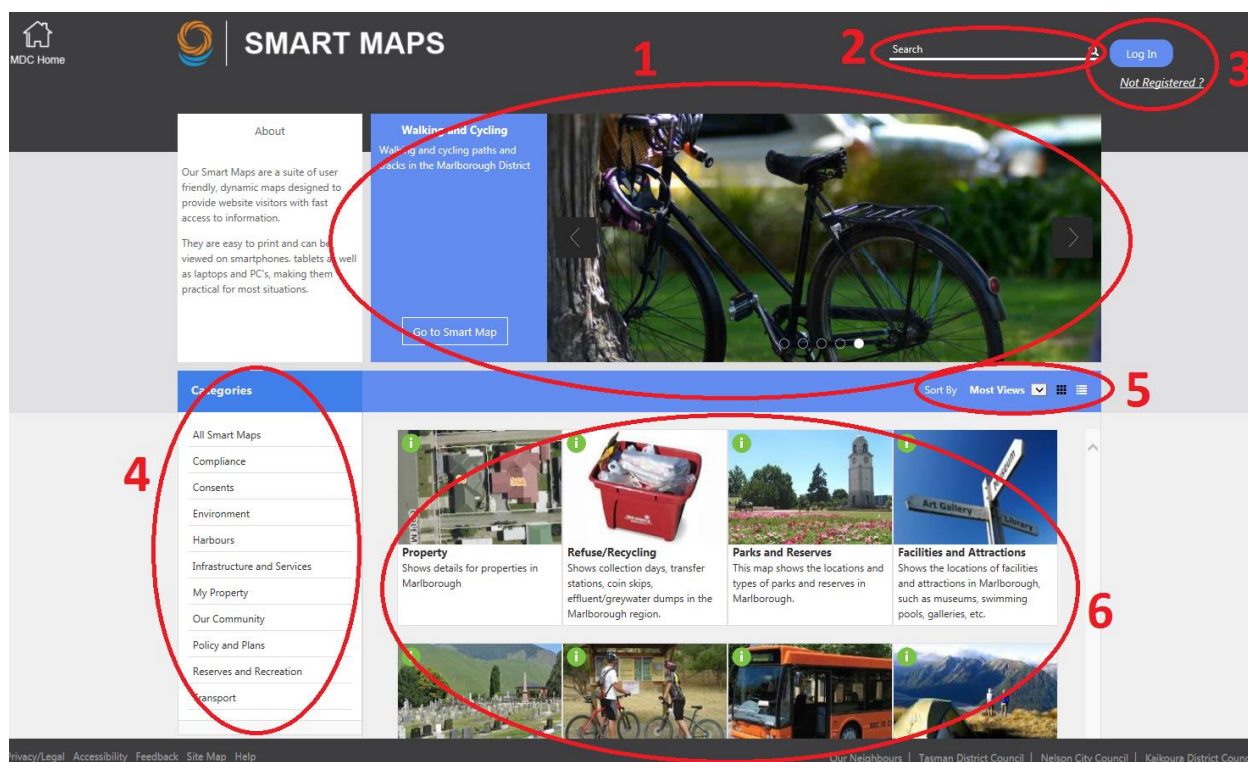 MDC Home
SMART MAPS
1
2
Search
Log In
3
Not Registered ?
About
Our Smart Maps are a suite of user
friendly, dynamic maps designed to
provide website visitors with fast
access to information.
They are easy to print and can be
viewed on smartphones. tablets as well
as laptops and PC's, making them
practical for most situations.
Walking and Cycling
Walking and cycling paths and
tracks in the Marlborough District
Go to Smart Map
Categories
Sort By Most Views
5
4
All Smart Maps
Compliance
Consents
Environment
Harbours
Infrastructure and Services
My Property
Our Community
Policy and Plans
Reserves and Recreation
Transport
Property
Shows details for properties in
Marlborough
Refuse/Recycling
Shows collection days, transfer
stations, coin skips,
effluent/greywater dumps in the
Marlborough region.
Parks and Reserves
This map shows the locations and
types of parks and reserves in
Marlborough.
Art Gallery
Museum
Library
Facilities and Attractions
Shows the locations of facilities
and attractions in Marlborough,
such as museums, swimming
pools, galleries, etc.
6
Privacy/Legal Accessibility Feedback Site Map Help
Our Neighbours | Tasman District Council | Nelson City Council | Kaikoura District Counc